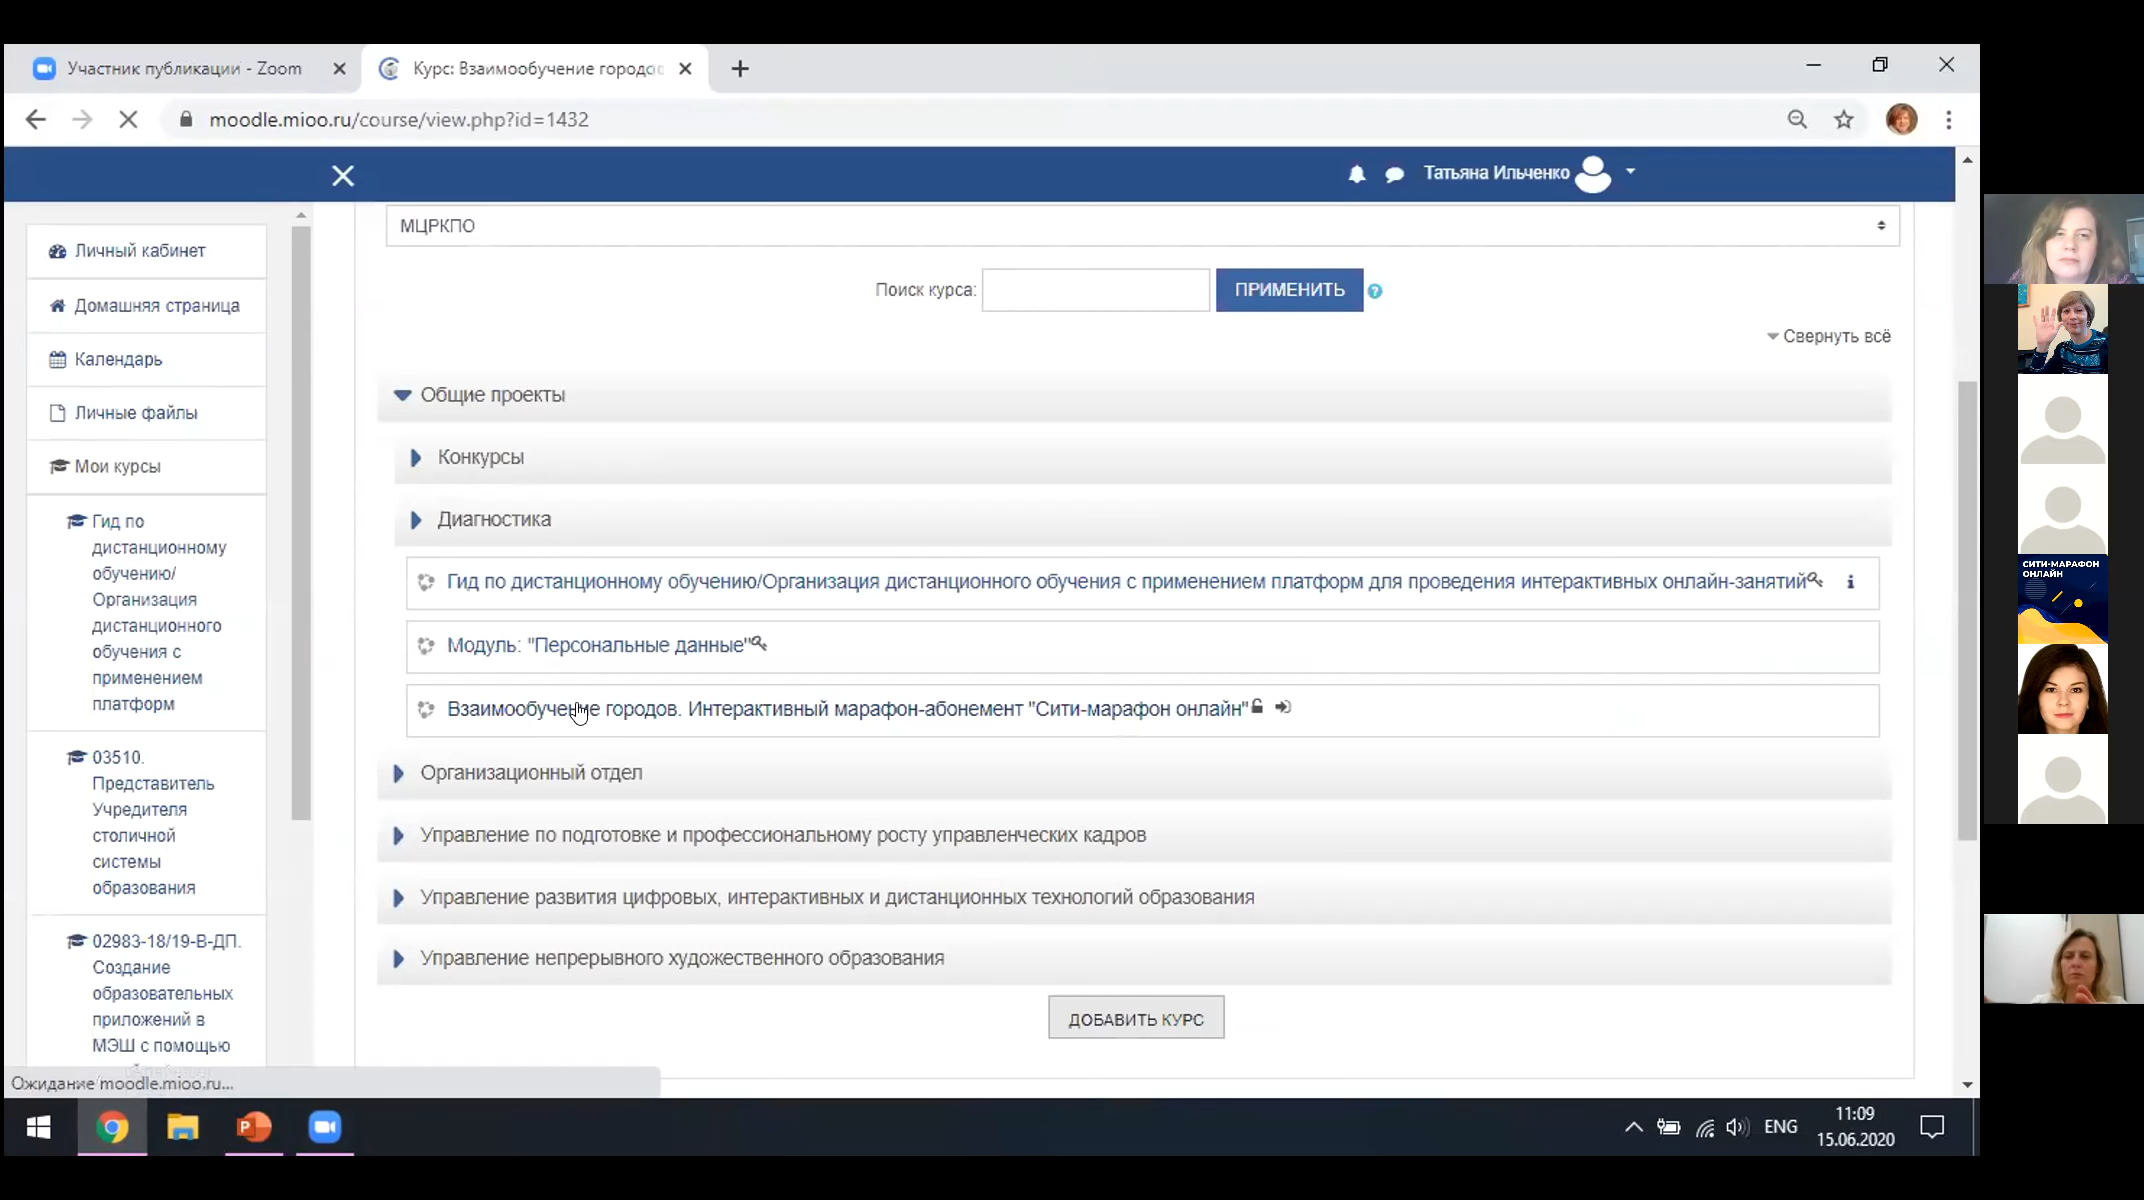 Участник публикации - Zoom
Курс: Взаимообучение городов
moodle.mioo.ru/course/view.php?id=1432
Татьяна Ильченко
МЦРКПО
Поиск курса:
ПРИМЕНИТЬ
Свернуть всё
Личный кабинет
Домашняя страница
Календарь
Личные файлы
Мои курсы
Гид по
дистанционному
обучению/
Организация
дистанционного
обучения с
применением
платформ
03510.
Представитель
Учредителя
столичной
системы
образования
02983-18/19-В-ДП.
Создание
образовательных
приложений в
МЭШ с помощью
Общие проекты
Конкурсы
Диагностика
Гид по дистанционному обучению/Организация дистанционного обучения с применением платформ для проведения интерактивных онлайн-занятий
Модуль: "Персональные данные"
Взаимообучение городов. Интерактивный марафон-абонемент "Сити-марафон онлайн"
Организационный отдел
Управление по подготовке и профессиональному росту управленческих кадров
Управление развития цифровых, интерактивных и дистанционных технологий образования
Управление непрерывного художественного образования
ДОБАВИТЬ КУРС
Ожидание moodle.mioo.ru...
ENG
11:09
15.06.2020
СИТИ-МАРАФОН
ОНЛАЙН